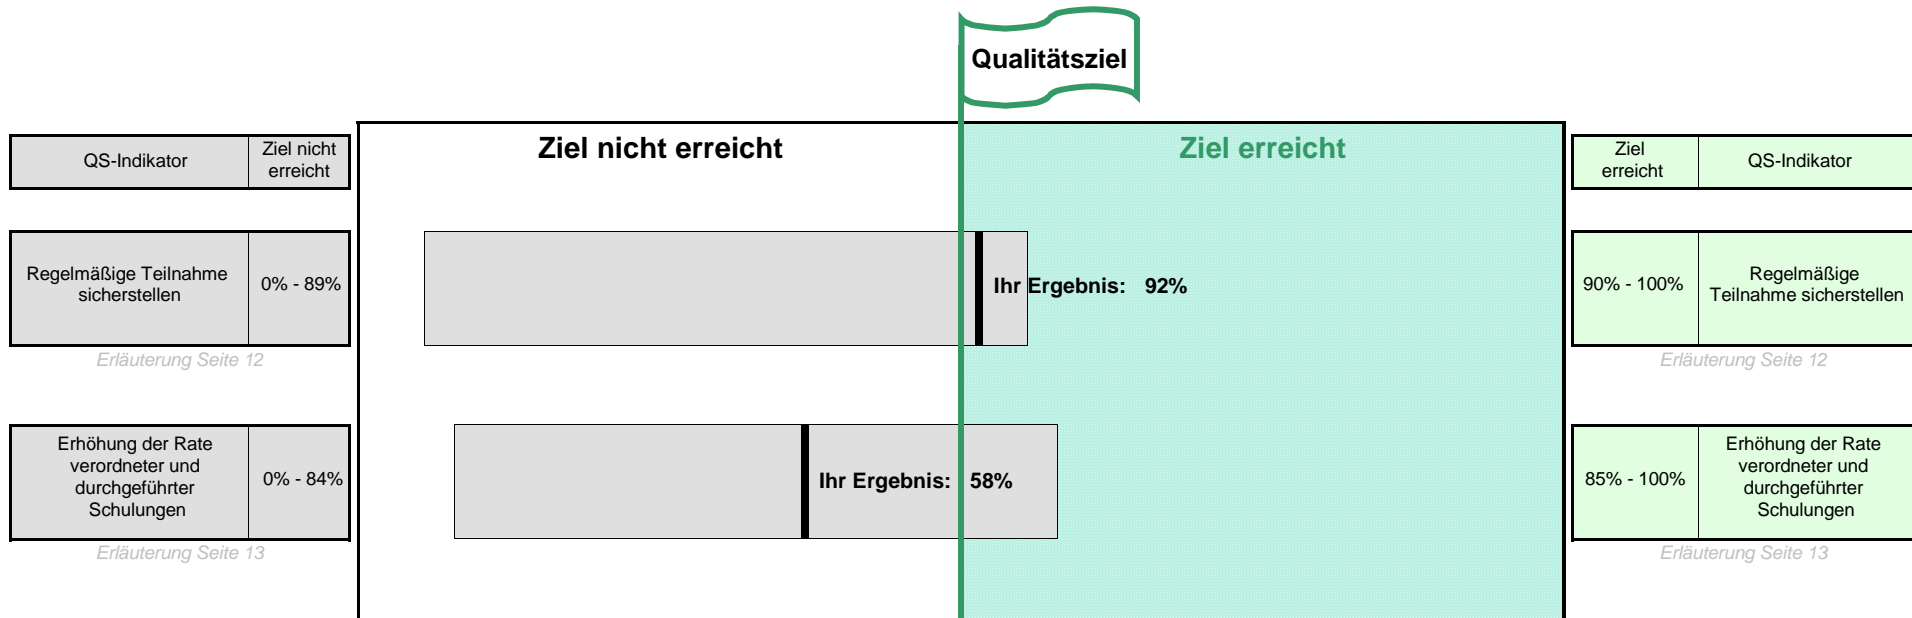 Qualitätsziel
QS-Indikator
Ziel nicht
erreicht
Ziel nicht erreicht
Ziel erreicht
Ziel
erreicht
QS-Indikator
Regelmäßige Teilnahme
sicherstellen
0% - 89%
Ihr Ergebnis: 92%
90% - 100%
Regelmäßige
Teilnahme sicherstellen
Erläuterung Seite 12
Erläuterung Seite 12
Erhöhung der Rate
verordneter und
durchgeführter
Schulungen
0% - 84%
Ihr Ergebnis: 58%
85% - 100%
Erhöhung der Rate
verordneter und
durchgeführter
Schulungen
Erläuterung Seite 13
Erläuterung Seite 13